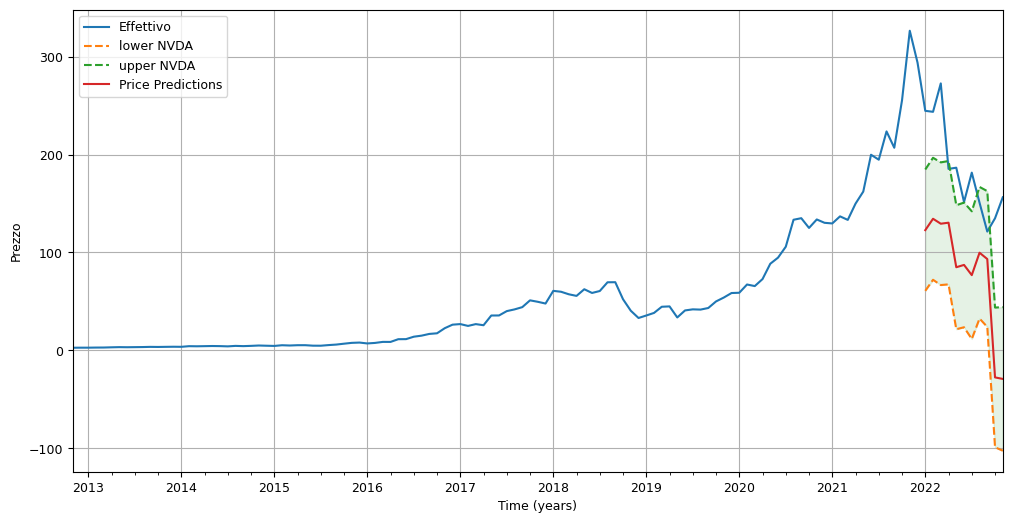 Effettivo
lower NVDA
upper NVDA
Price Predictions
300
200
100
0
−100
Prezzo
2013 2014 2015 2016 2017 2018 2019 2020 2021 2022
Time (years)